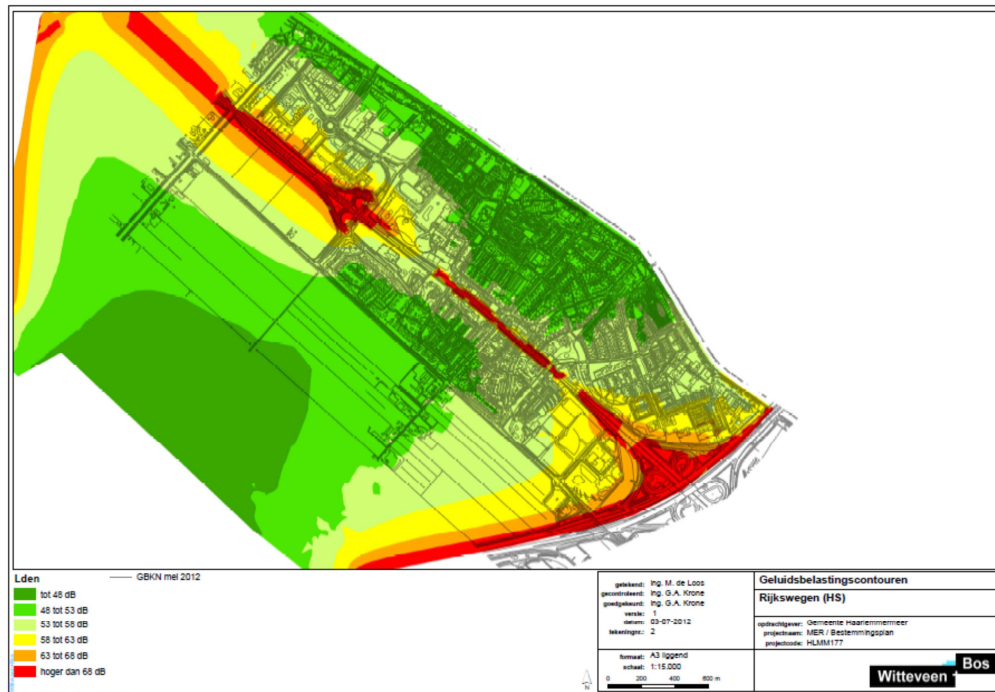 Lden
GBKN mei 2012
tot 48 dB
48 tot 53 dB
53 tot 58 dB
58 tot 63 dB
63 tot 68 dB
hoger dan 68 dB
getekend: Ing. M. de Loos
gecontroleerd: Ing. G.A. Krone
goedgekeurd: Ing. G.A. Krone
versie: 1
datum: 03-07-2012
tekeningnr.: 2
formaat: A3 liggend
schaal: 1:15.000
0 200 400 600 m
N
Geluidsbelastingscontouren
Rijkswegen (HS)
opdrachtgever: Gemeente Haarlemmermeer
projectnaam: MER / Bestemmingsplan
projectcode: HLMM177
Witteveen + Bos